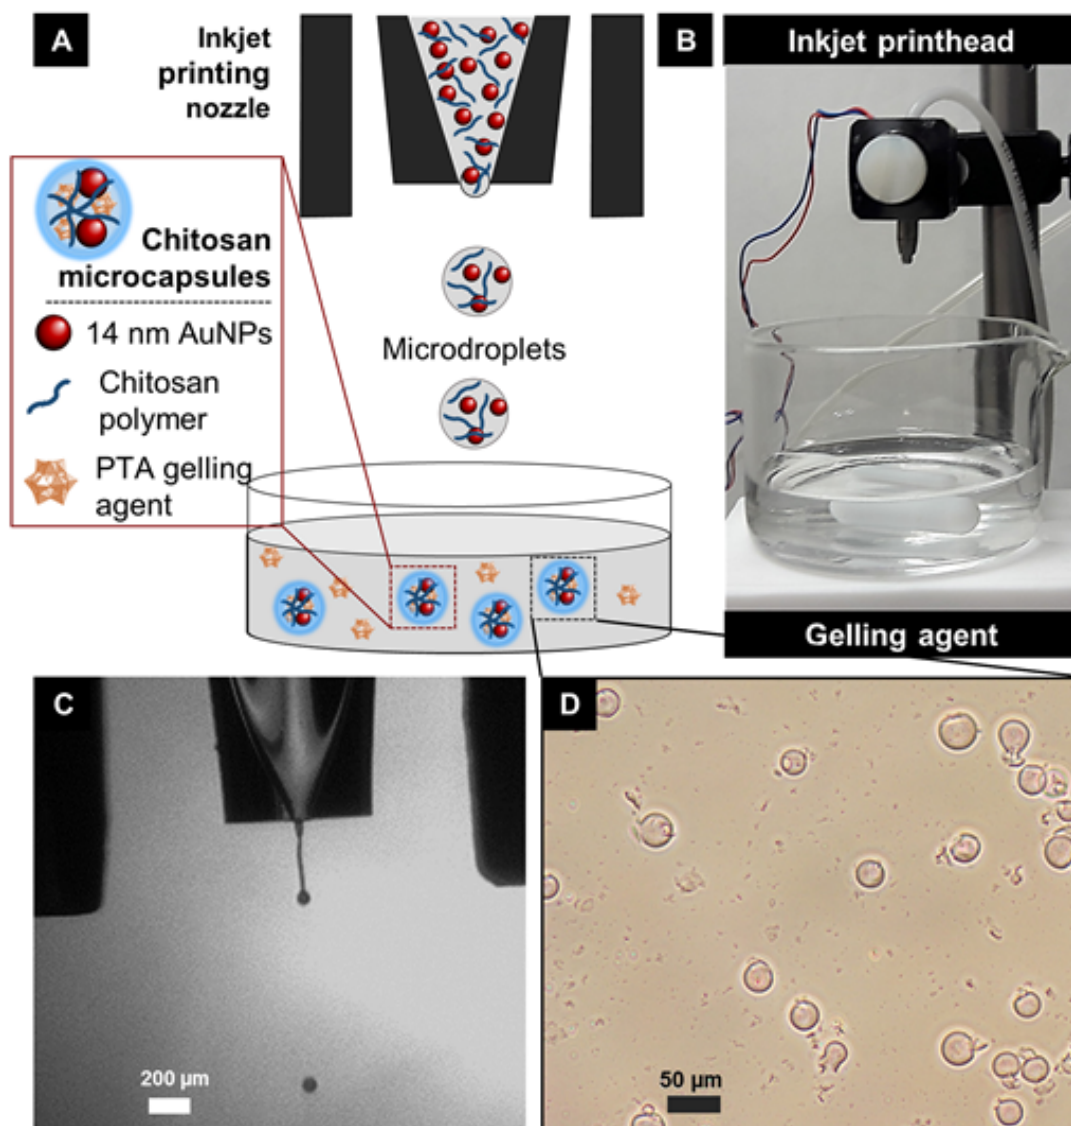 A
Inkjet
printing
nozzle
Chitosan
microcapsules
14 nm AuNPs
Chitosan
polymer
PTA gelling
agent
Microdroplets
B
Inkjet printhead
Gelling agent
C
200 µm
D
50 µm